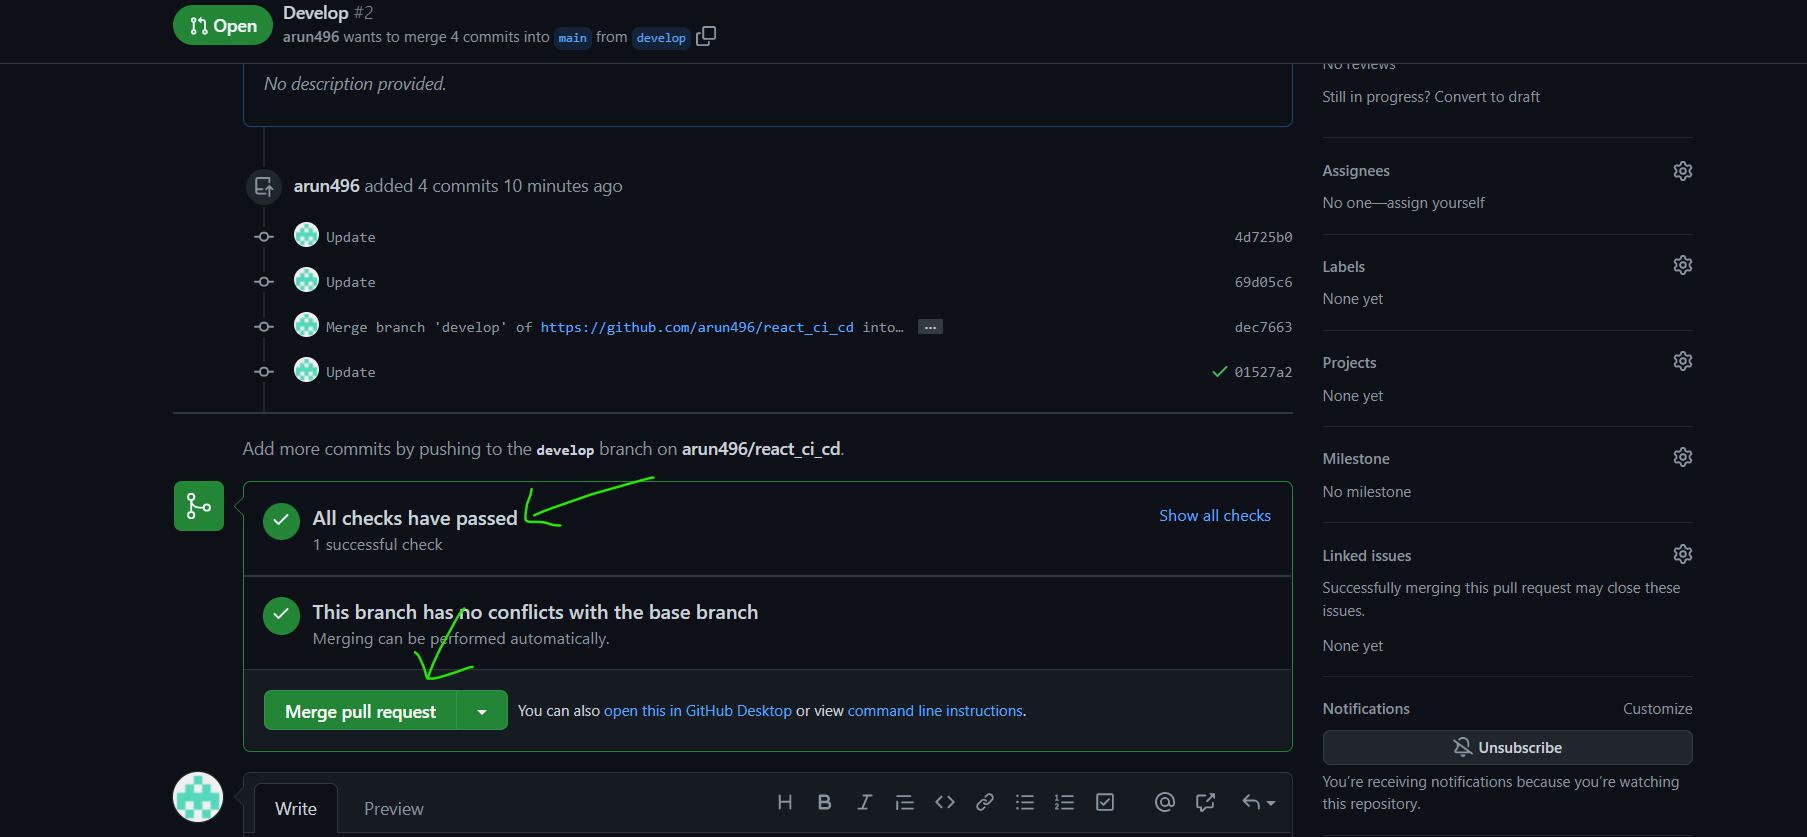 Open
Develop #2
arun496 wants to merge 4 commits into main from develop
No description provided.
arun496 added 4 commits 10 minutes ago
Update 4d725b0
Update 69d05c6
Merge branch 'develop' of https://github.com/arun496/react_ci_cd into… ... dec7663
Update 01527a2
Add more commits by pushing to the develop branch on arun496/react_ci_cd.
All checks have passed
Show all checks
1 successful check
This branch has no conflicts with the base branch
Merging can be performed automatically.
Merge pull request
You can also open this in GitHub Desktop or view command line instructions.
Write
Preview
No reviews
Still in progress? Convert to draft
Assignees
No one—assign yourself
Labels
None yet
Projects
None yet
Milestone
No milestone
Linked issues
Successfully merging this pull request may close these
issues.
None yet
Notifications
Customize
Unsubscribe
You’re receiving notifications because you’re watching
this repository.